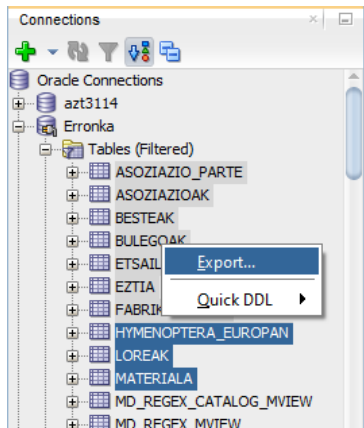 Connections
Oracle Connections
azt3114
Erronka
Tables (Filtered)
ASOZIAZIO_PARTE
ASOZIAZIOAK
BESTEAK
BULEGOAK
ETSAIL
Export...
EZTIA
Quick DDL
FABRIK
HYMENOPTERA_EUROPAN
LOREAK
MATERIALA
MD_REGEX_CATALOG_MVIEW
MD_REGEX_MVIEW